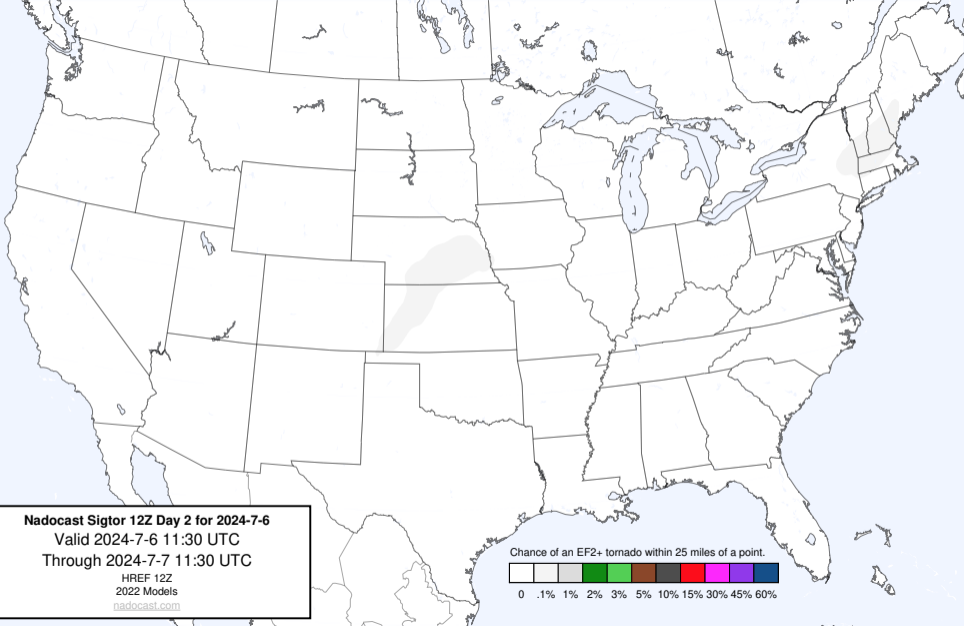 Nadocast Sigtor 12Z Day 2 for 2024-7-6
Valid 2024-7-6 11:30 UTC
Through 2024-7-7 11:30 UTC
HREF 12Z
2022 Models
nadocast.com
Chance of an EF2+ tornado within 25 miles of a point.
0 .1% 1% 2% 3% 5% 10% 15% 30% 45% 60%